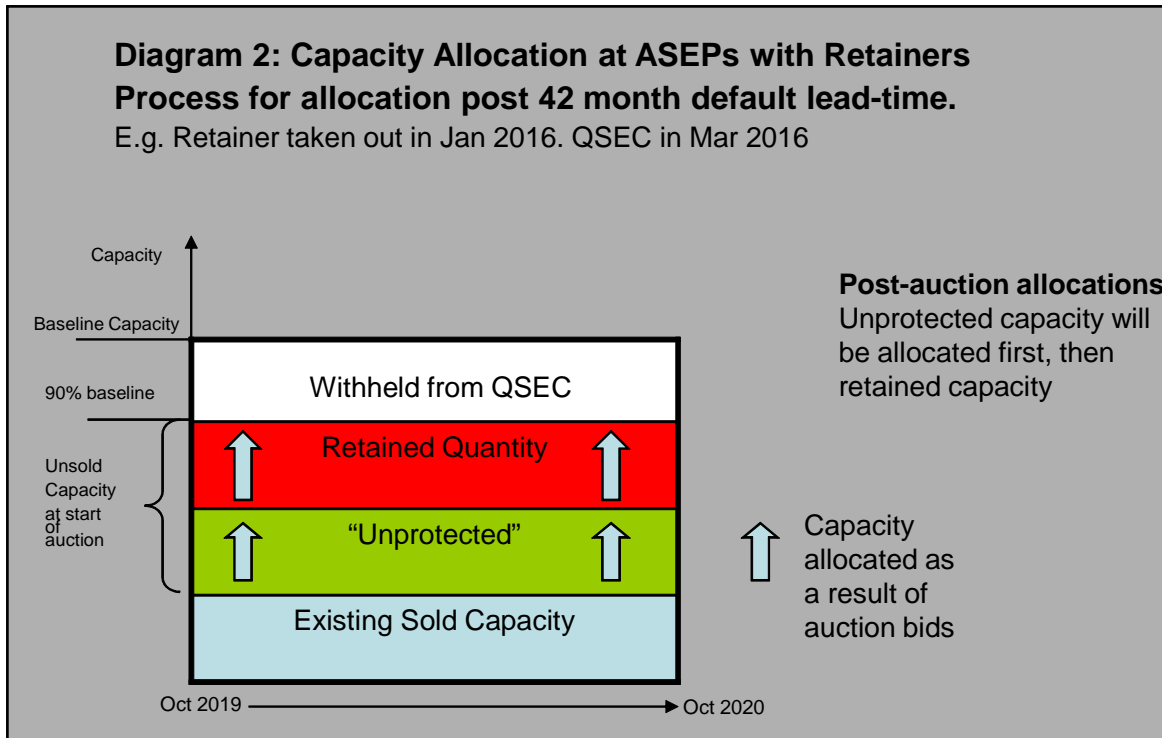 Diagram 2: Capacity Allocation at ASEPs with Retainers
Process for allocation post 42 month default lead-time.
E.g. Retainer taken out in Jan 2016. QSEC in Mar 2016
Capacity
Baseline Capacity
90% baseline
Unsold
Capacity
at start
of
auction
Withheld from QSEC
Retained Quantity
“Unprotected”
Existing Sold Capacity
Oct 2019
Oct 2020
Post-auction allocations
Unprotected capacity will
be allocated first, then
retained capacity
Capacity
allocated as
a result of
auction bids